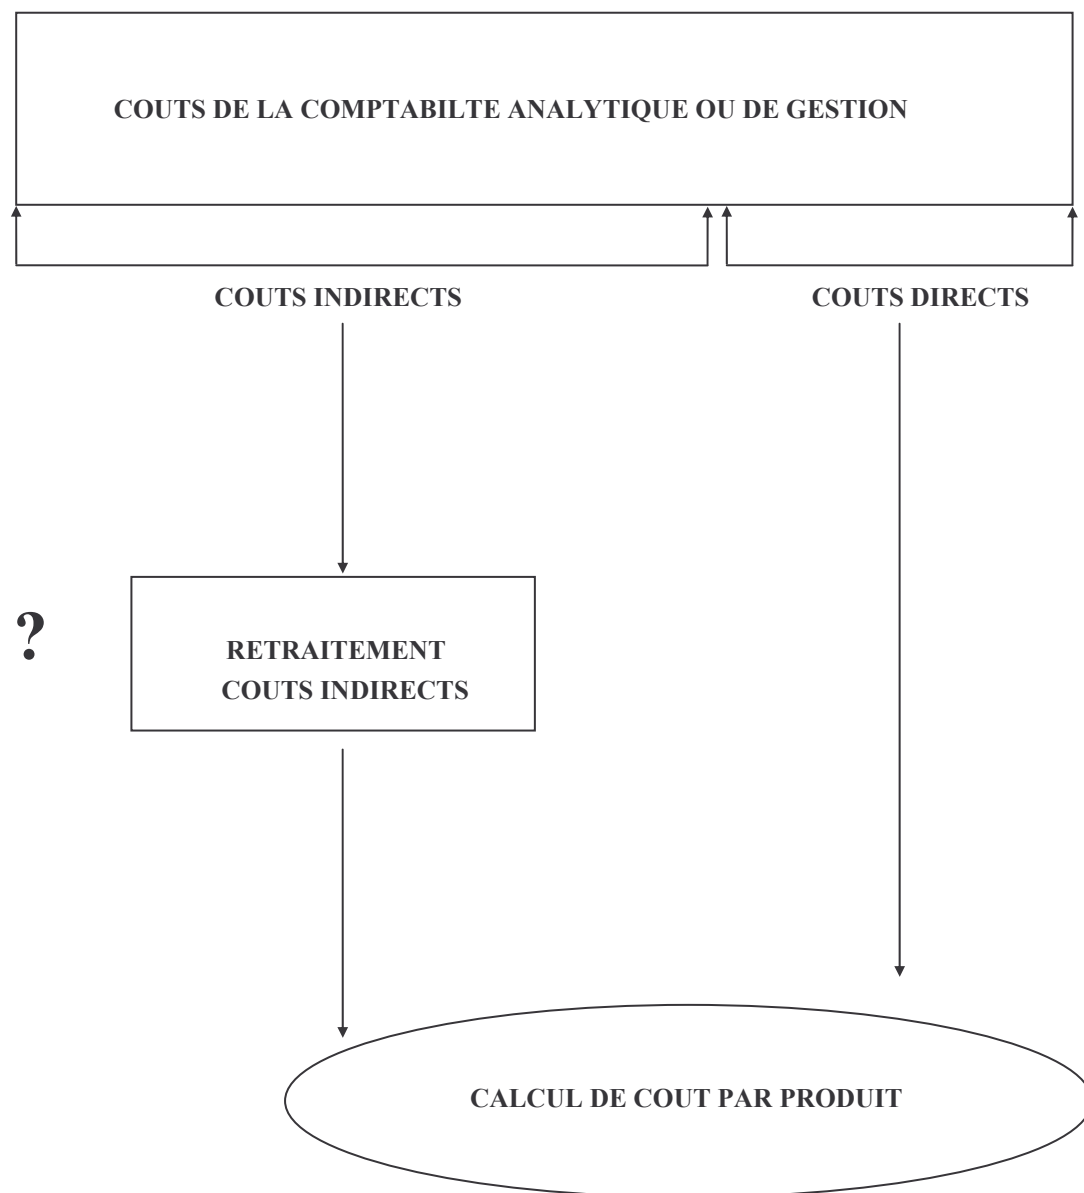 COUTS DE LA COMPTABILTE ANALYTIQUE OU DE GESTION
COUTS INDIRECTS
COUTS DIRECTS
?
RETRAITEMENT
COUTS INDIRECTS
CALCUL DE COUT PAR PRODUIT